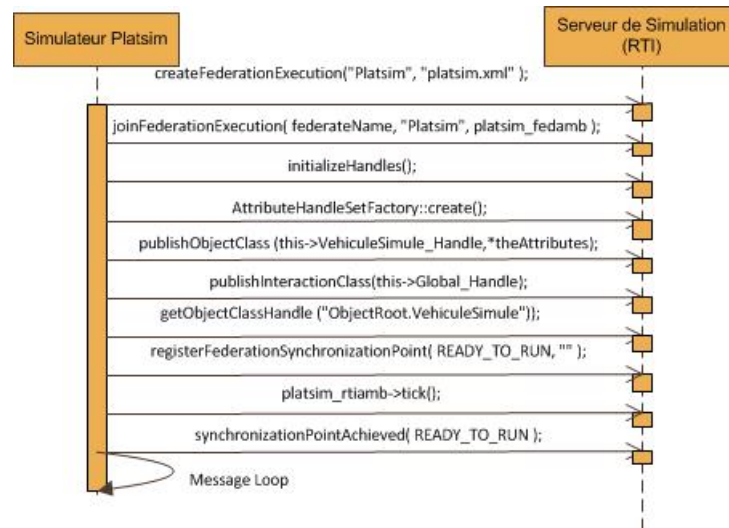 Simulateur Platsim
Serveur de Simulation
(RTI)
createFederationExecution("Platsim", "platsim.xml" );
joinFederationExecution( federateName, "Platsim", platsim_fedamb );
initializeHandles();
AttributeHandleSetFactory::create();
publishObjectClass (this->VehiculeSimule_Handle,*theAttributes);
publishInteractionClass(this->Global_Handle);
getObjectClassHandle ("ObjectRoot.VehiculeSimule"));
registerFederationSynchronizationPoint( READY_TO_RUN, "" );
platsim_rtiamb->tick();
synchronizationPointAchieved( READY_TO_RUN );
Message Loop